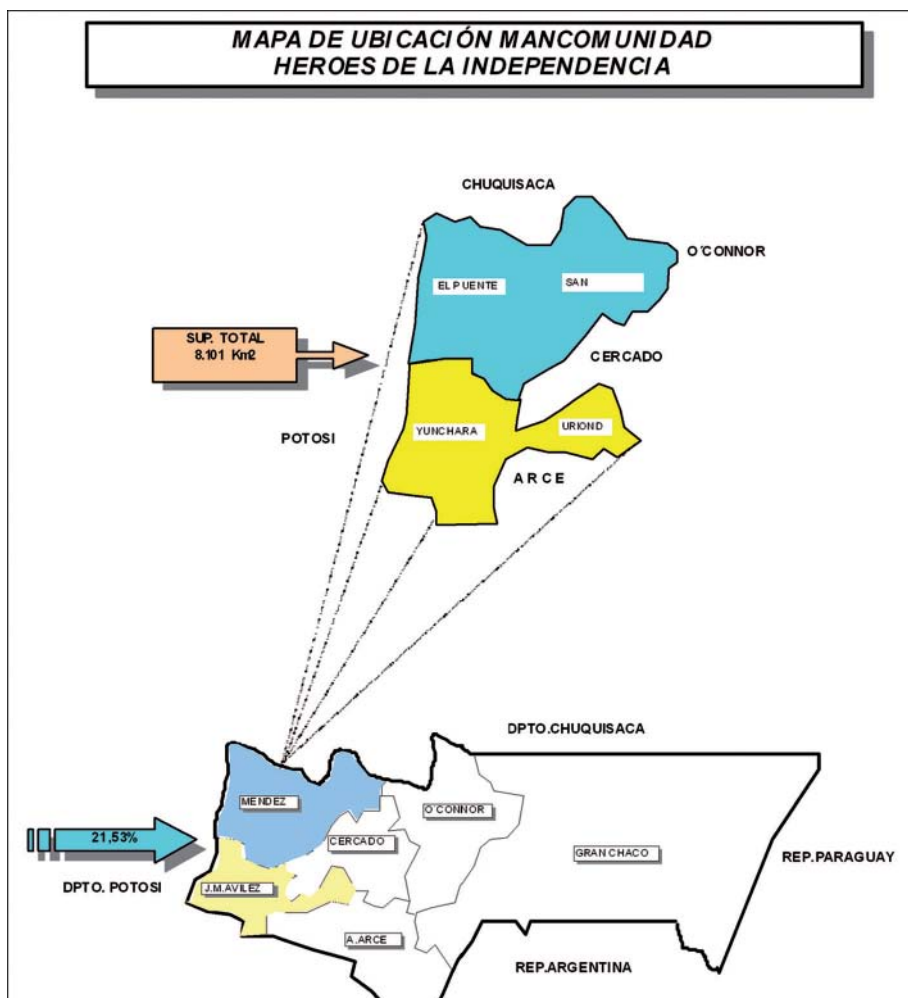 MAPA DE UBICACIÓN MANCOMUNIDAD
HEROES DE LA INDEPENDENCIA
CHUQUISACA
O'CONNOR
EL PUENTE
SAN
SUP. TOTAL
8.101 Km2
CERCADO
POTOSI
YUNCHARA
URIOND
ARCE
DPTO.CHUQUISACA
MENDEZ
O'CONNOR
21,53%
CERCADO
GRAN CHACO
REP.PARAGUAY
DPTO. POTOSI
J.M.AVILEZ
A.ARCE
REP.ARGENTINA